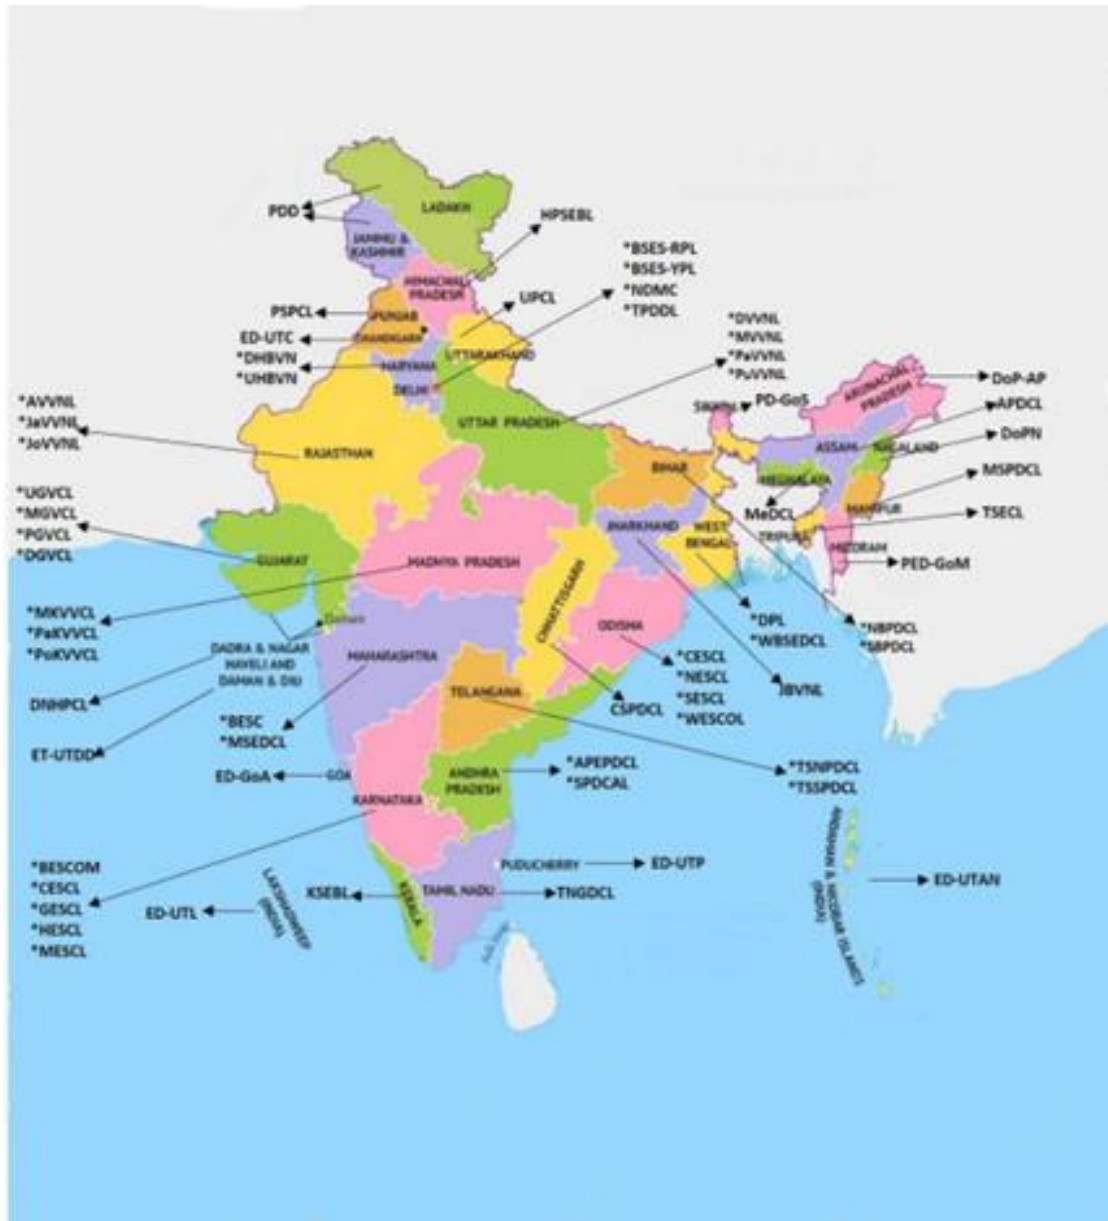 LADAKH
PDD
JAMMU &
KASHMIR
HPSEBL
HIMACHAL
PRADESH
*BSES-RPL
*BSES-YPL
*NDMC
*TPDDL
UPCL
PSPCL
PUNJAB
ED-UTC
CHANDIGARH
*DHBVN
*UHBVN
HARYANA
DELHI
UTTARAKHAND
*DVVNL
*MVVNL
*PaVVNL
*PuVVNL
UTTAR PRADESH
PD-GoS
ARUNACHAL
PRADESH
DoP-AP
APDCL
DoPN
ASSAM
NAGALAND
MEGHALAYA
MSPDCL
MANIPUR
MeDCL
TSECL
TRIPURA
MIZORAM
PED-GoM
*AVVNL
*JaVVNL
*JoVVNL
RAJASTHAN
BIHAR
*UGVCL
*MGVCL
*PGVCL
*DGVCL
GUJARAT
MADHYA PRADESH
JHARKHAND
WEST
BENGAL
CHHATTISGARH
ODISHA
*MKVVCL
*PaKVVCL
*PoKVVCL
Daman
DADRA & NAGAR
HAVELI AND
DAMAN & DIU
MAHARASHTRA
TELANGANA
*DPL
*WBSEDCL
*NBPDCL
*SBPDCL
*CESCL
*NESCL
*SESCL
*WESCOL
JBVNL
CSPDCL
DNHPCL
*BESC
*MSEDCL
ET-UTDD
ED-GoA
GOA
KARNATAKA
ANDHRA
PRADESH
*APEPDCL
*SPDCAL
*TSNPDCL
*TSSPDCL
*BESCOM
*CESCL
*GESCL
*HESCL
*MESCL
ED-UTL
LAKSHADWEEP
(INDIA)
KSEBL
KERALA
TAMIL NADU
PUDUCHERRY
ED-UTP
TNGDCL
ANDAMAN & NICOBAR ISLANDS
(INDIA)
ED-UTAN